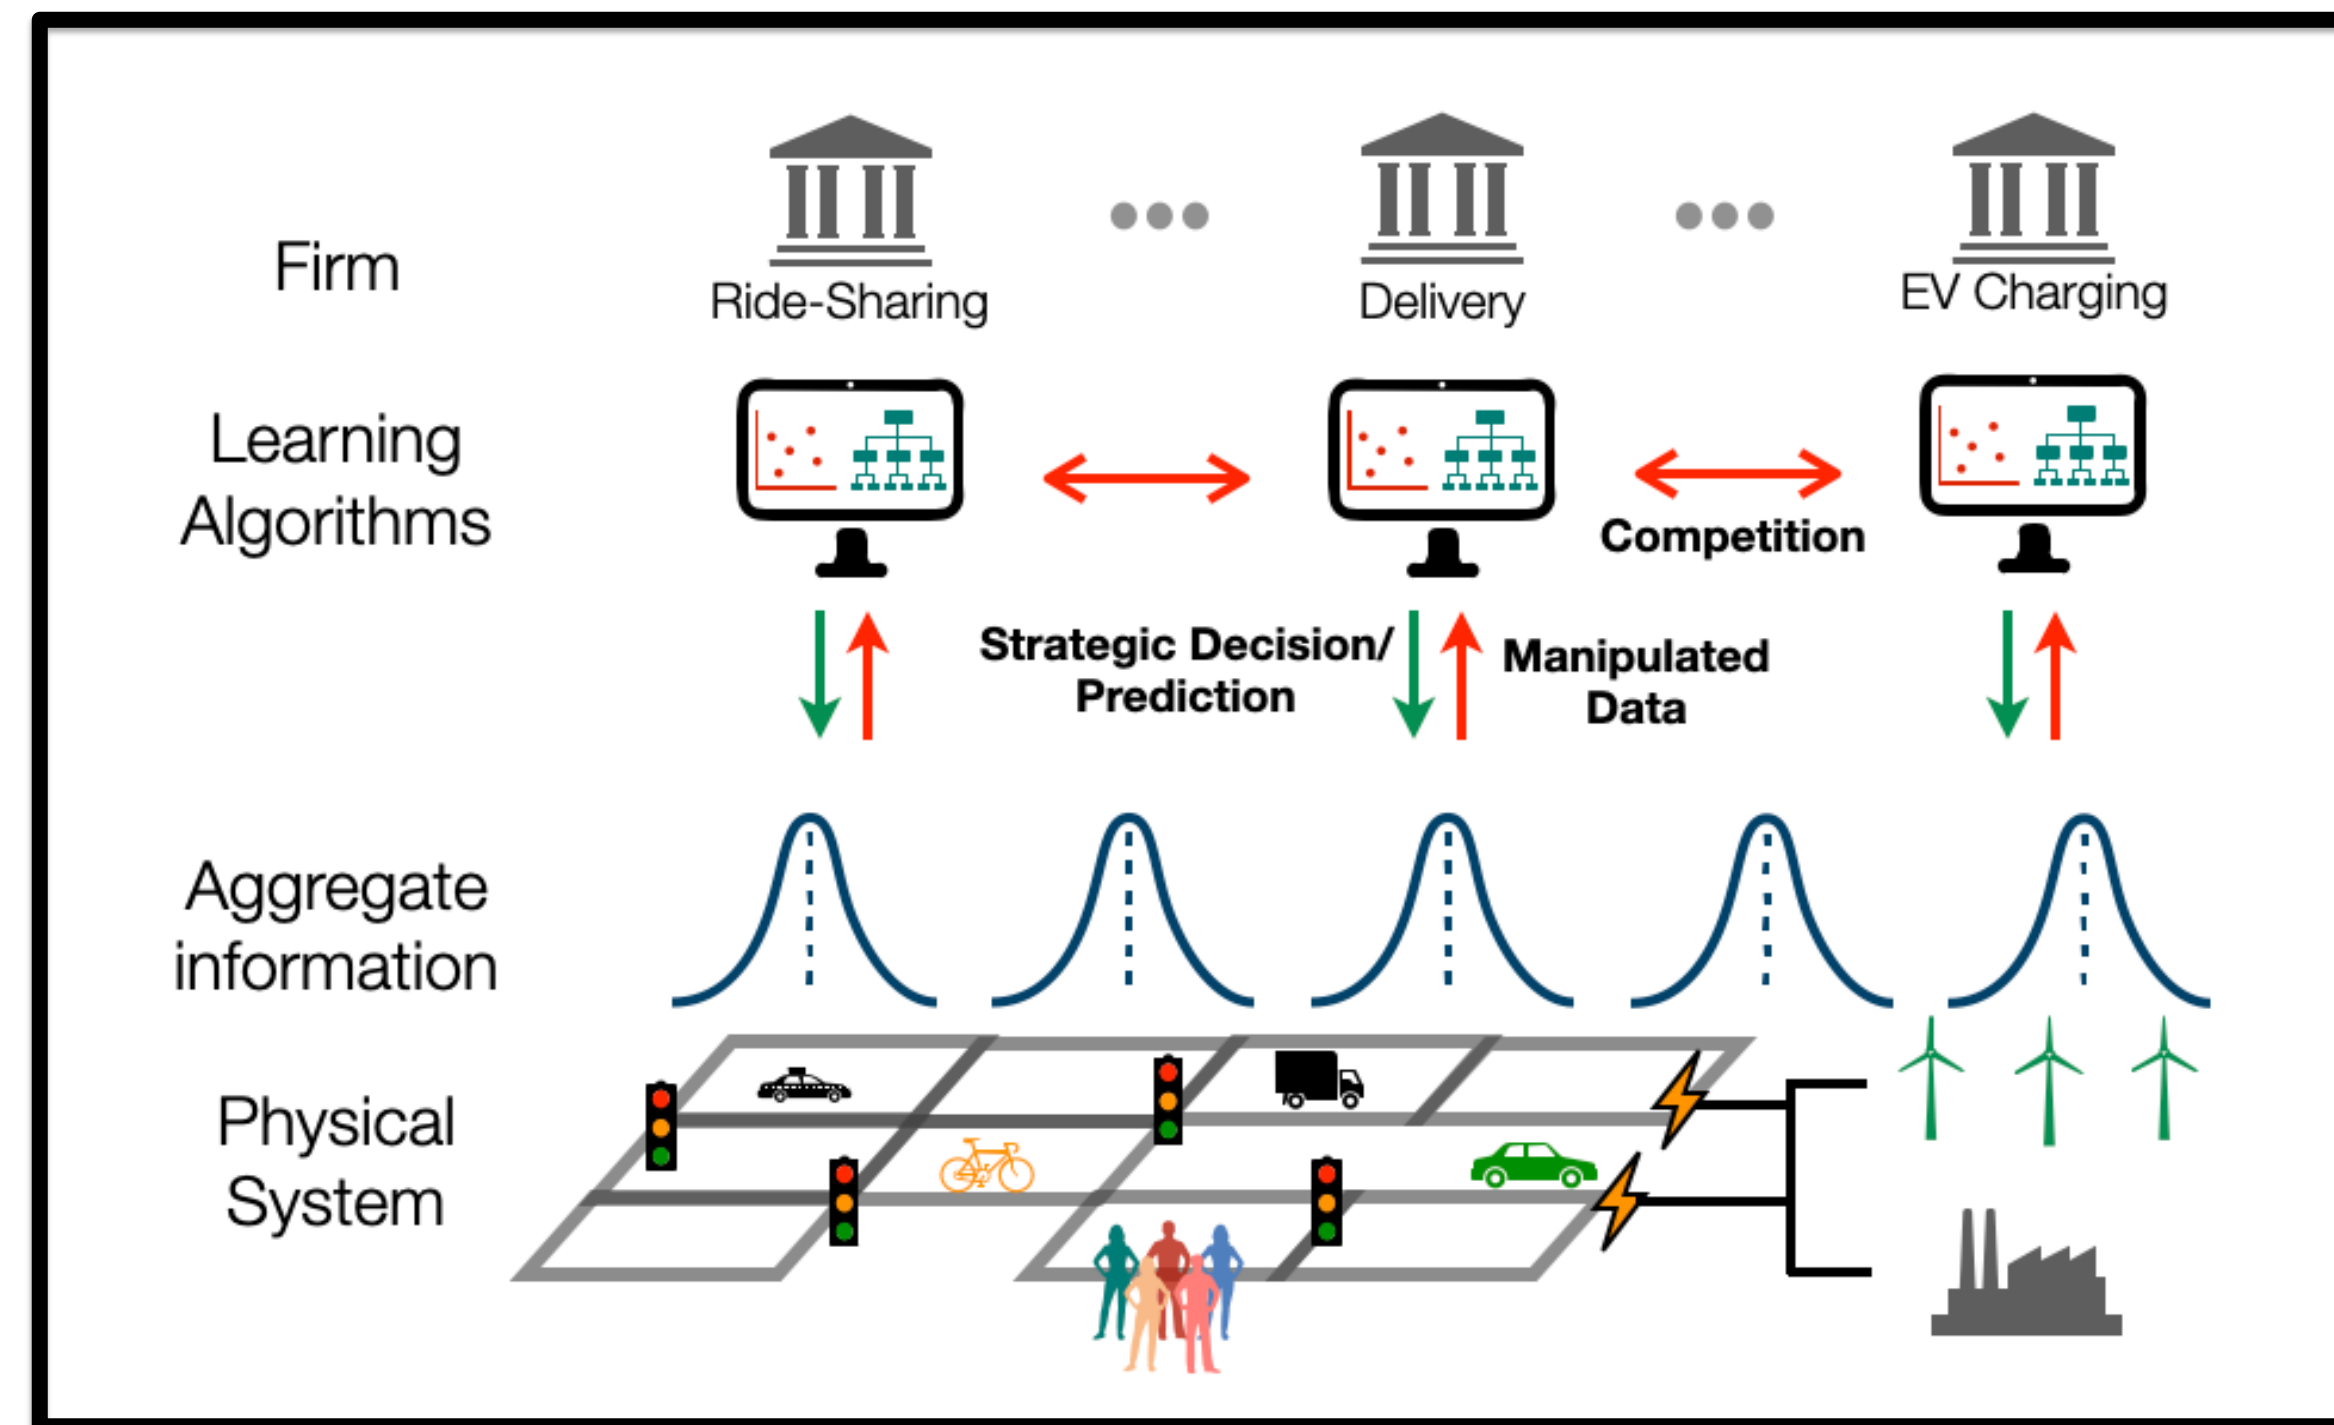 Firm
Ride-Sharing
Delivery
EV Charging
Learning
Algorithms
Competition
Strategic Decision/
Prediction
Manipulated
Data
Aggregate
information
Physical
System